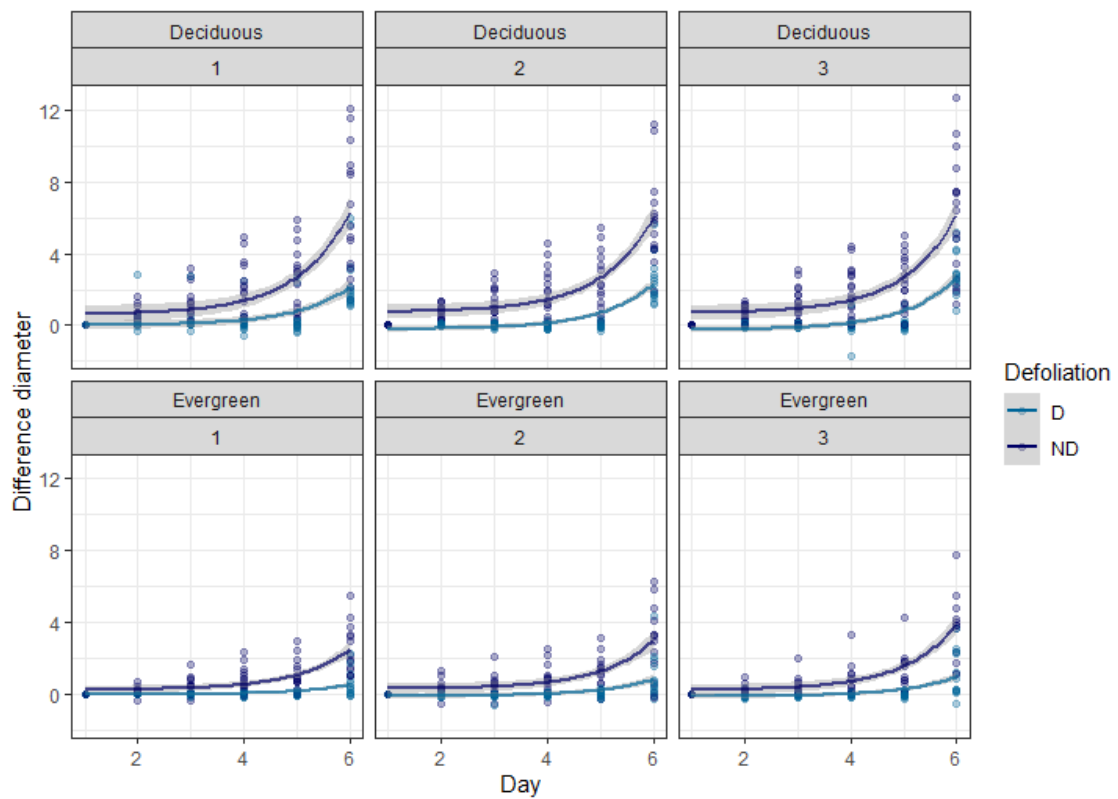 Deciduous Deciduous Deciduous
1 2 3
12
8
4
0
Evergreen Evergreen Evergreen
1 2 3
12
8
4
0
2 4 6 2 4 6 2 4 6
Day
Difference diameter
Defoliation
D
ND